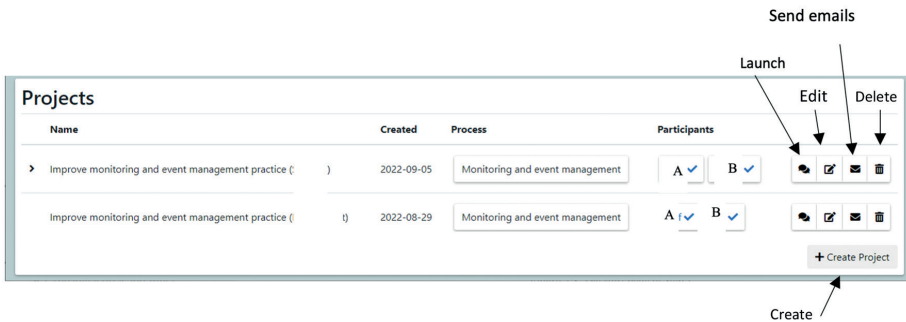 Send emails
Launch
Edit
Delete
Projects
Name Created Process Participants
Improve monitoring and event management practice ( ) 2022-09-05 Monitoring and event management A B
Improve monitoring and event management practice ( t) 2022-08-29 Monitoring and event management A f B
+ Create Project
Create